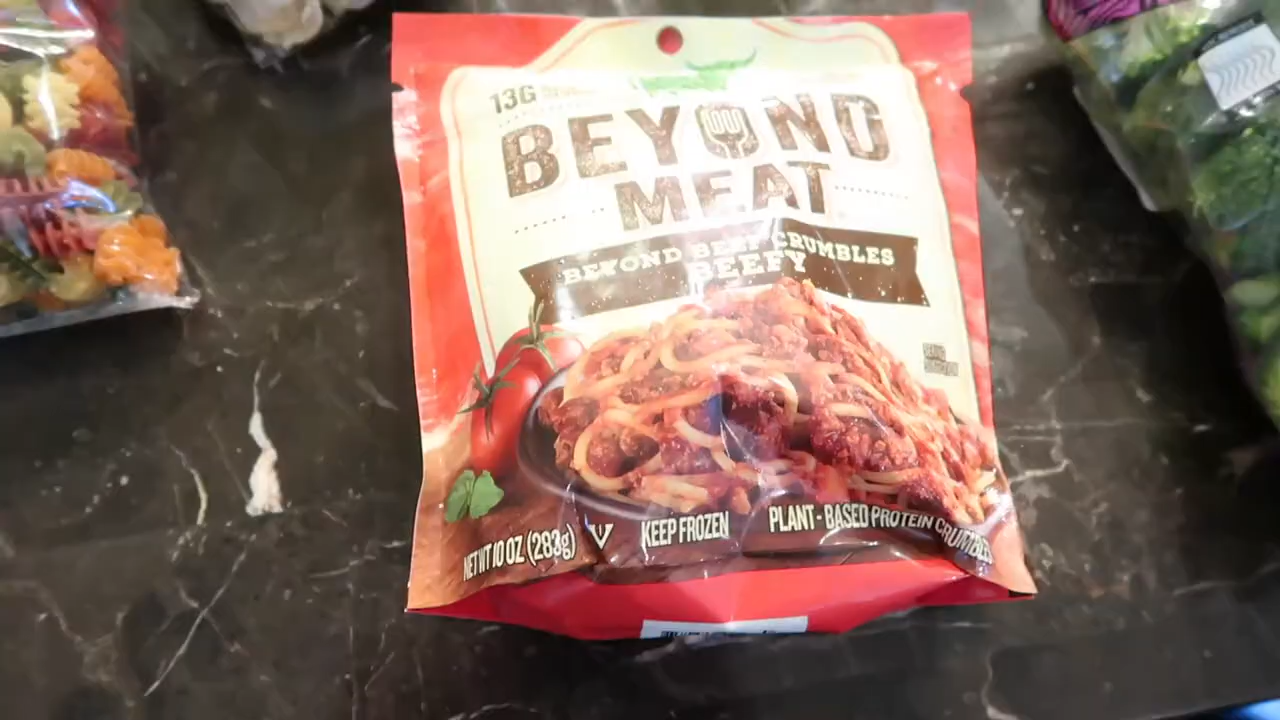 13G
BEYOND
MEAT
BEYOND BEEF CRUMBLES
BEEFY
NET WT 10 OZ (283g)
V
KEEP FROZEN
PLANT-BASED PROTEIN CRUMBLES